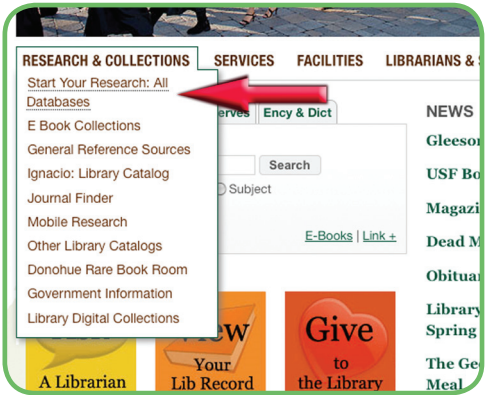 RESEARCH & COLLECTIONS SERVICES FACILITIES LIBRARIANS &
Start Your Research: All
Databases
E Book Collections
General Reference Sources
Ignacio: Library Catalog
Journal Finder
Mobile Research
Other Library Catalogs
Donohue Rare Book Room
Government Information
Library Digital Collections
Ency & Dict
Search
Subject
E-Books | Link +
A Librarian
View
Your
Lib Record
Give
to
the Library
NEWS
Gleeson
USF Bo
Magazi
Dead M
Obitua
Library
Spring
The Ge
Meal